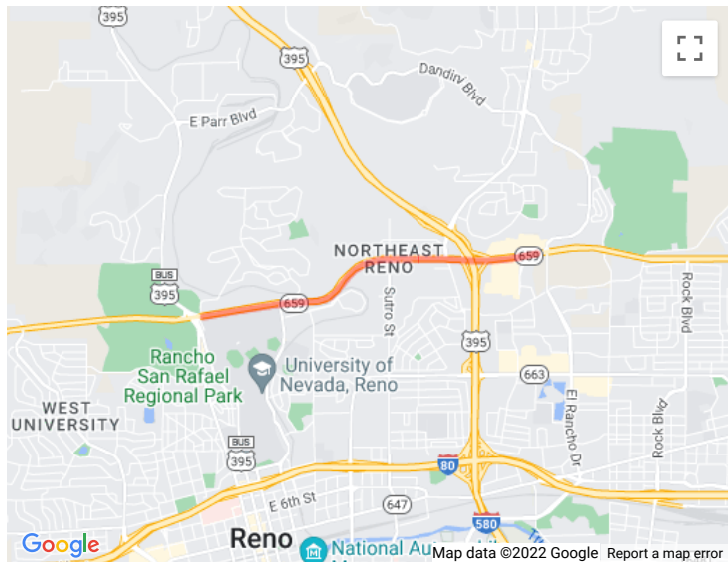 395
395
Dandini Blvd
E Parr Blvd
NORTHEAST
RENO
659
BUS
395
659
Rock Blvd
Sutro St
395
Rancho
San Rafael
Regional Park
University of
Nevada, Reno
663
WEST
UNIVERSITY
El Rancho Dr
Rock Blvd
BUS
395
80
E 6th St
647
580
Reno
National Au
Google
Map data ©2022 Google
Report a map error